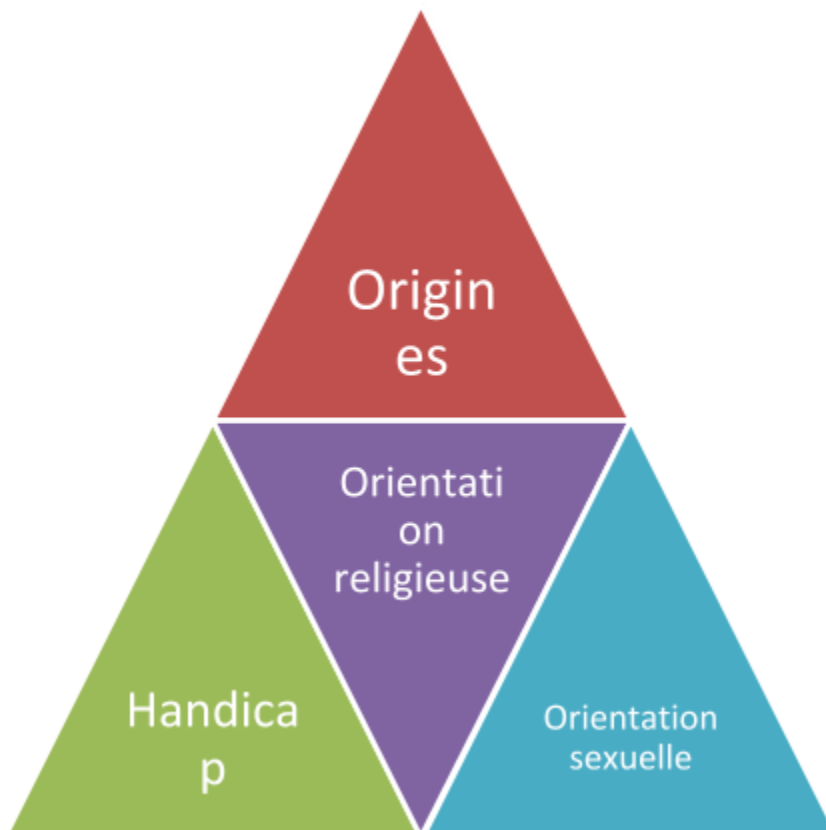 Origin
es
Orientati
on
religieuse
Handica
p
Orientation
sexuelle